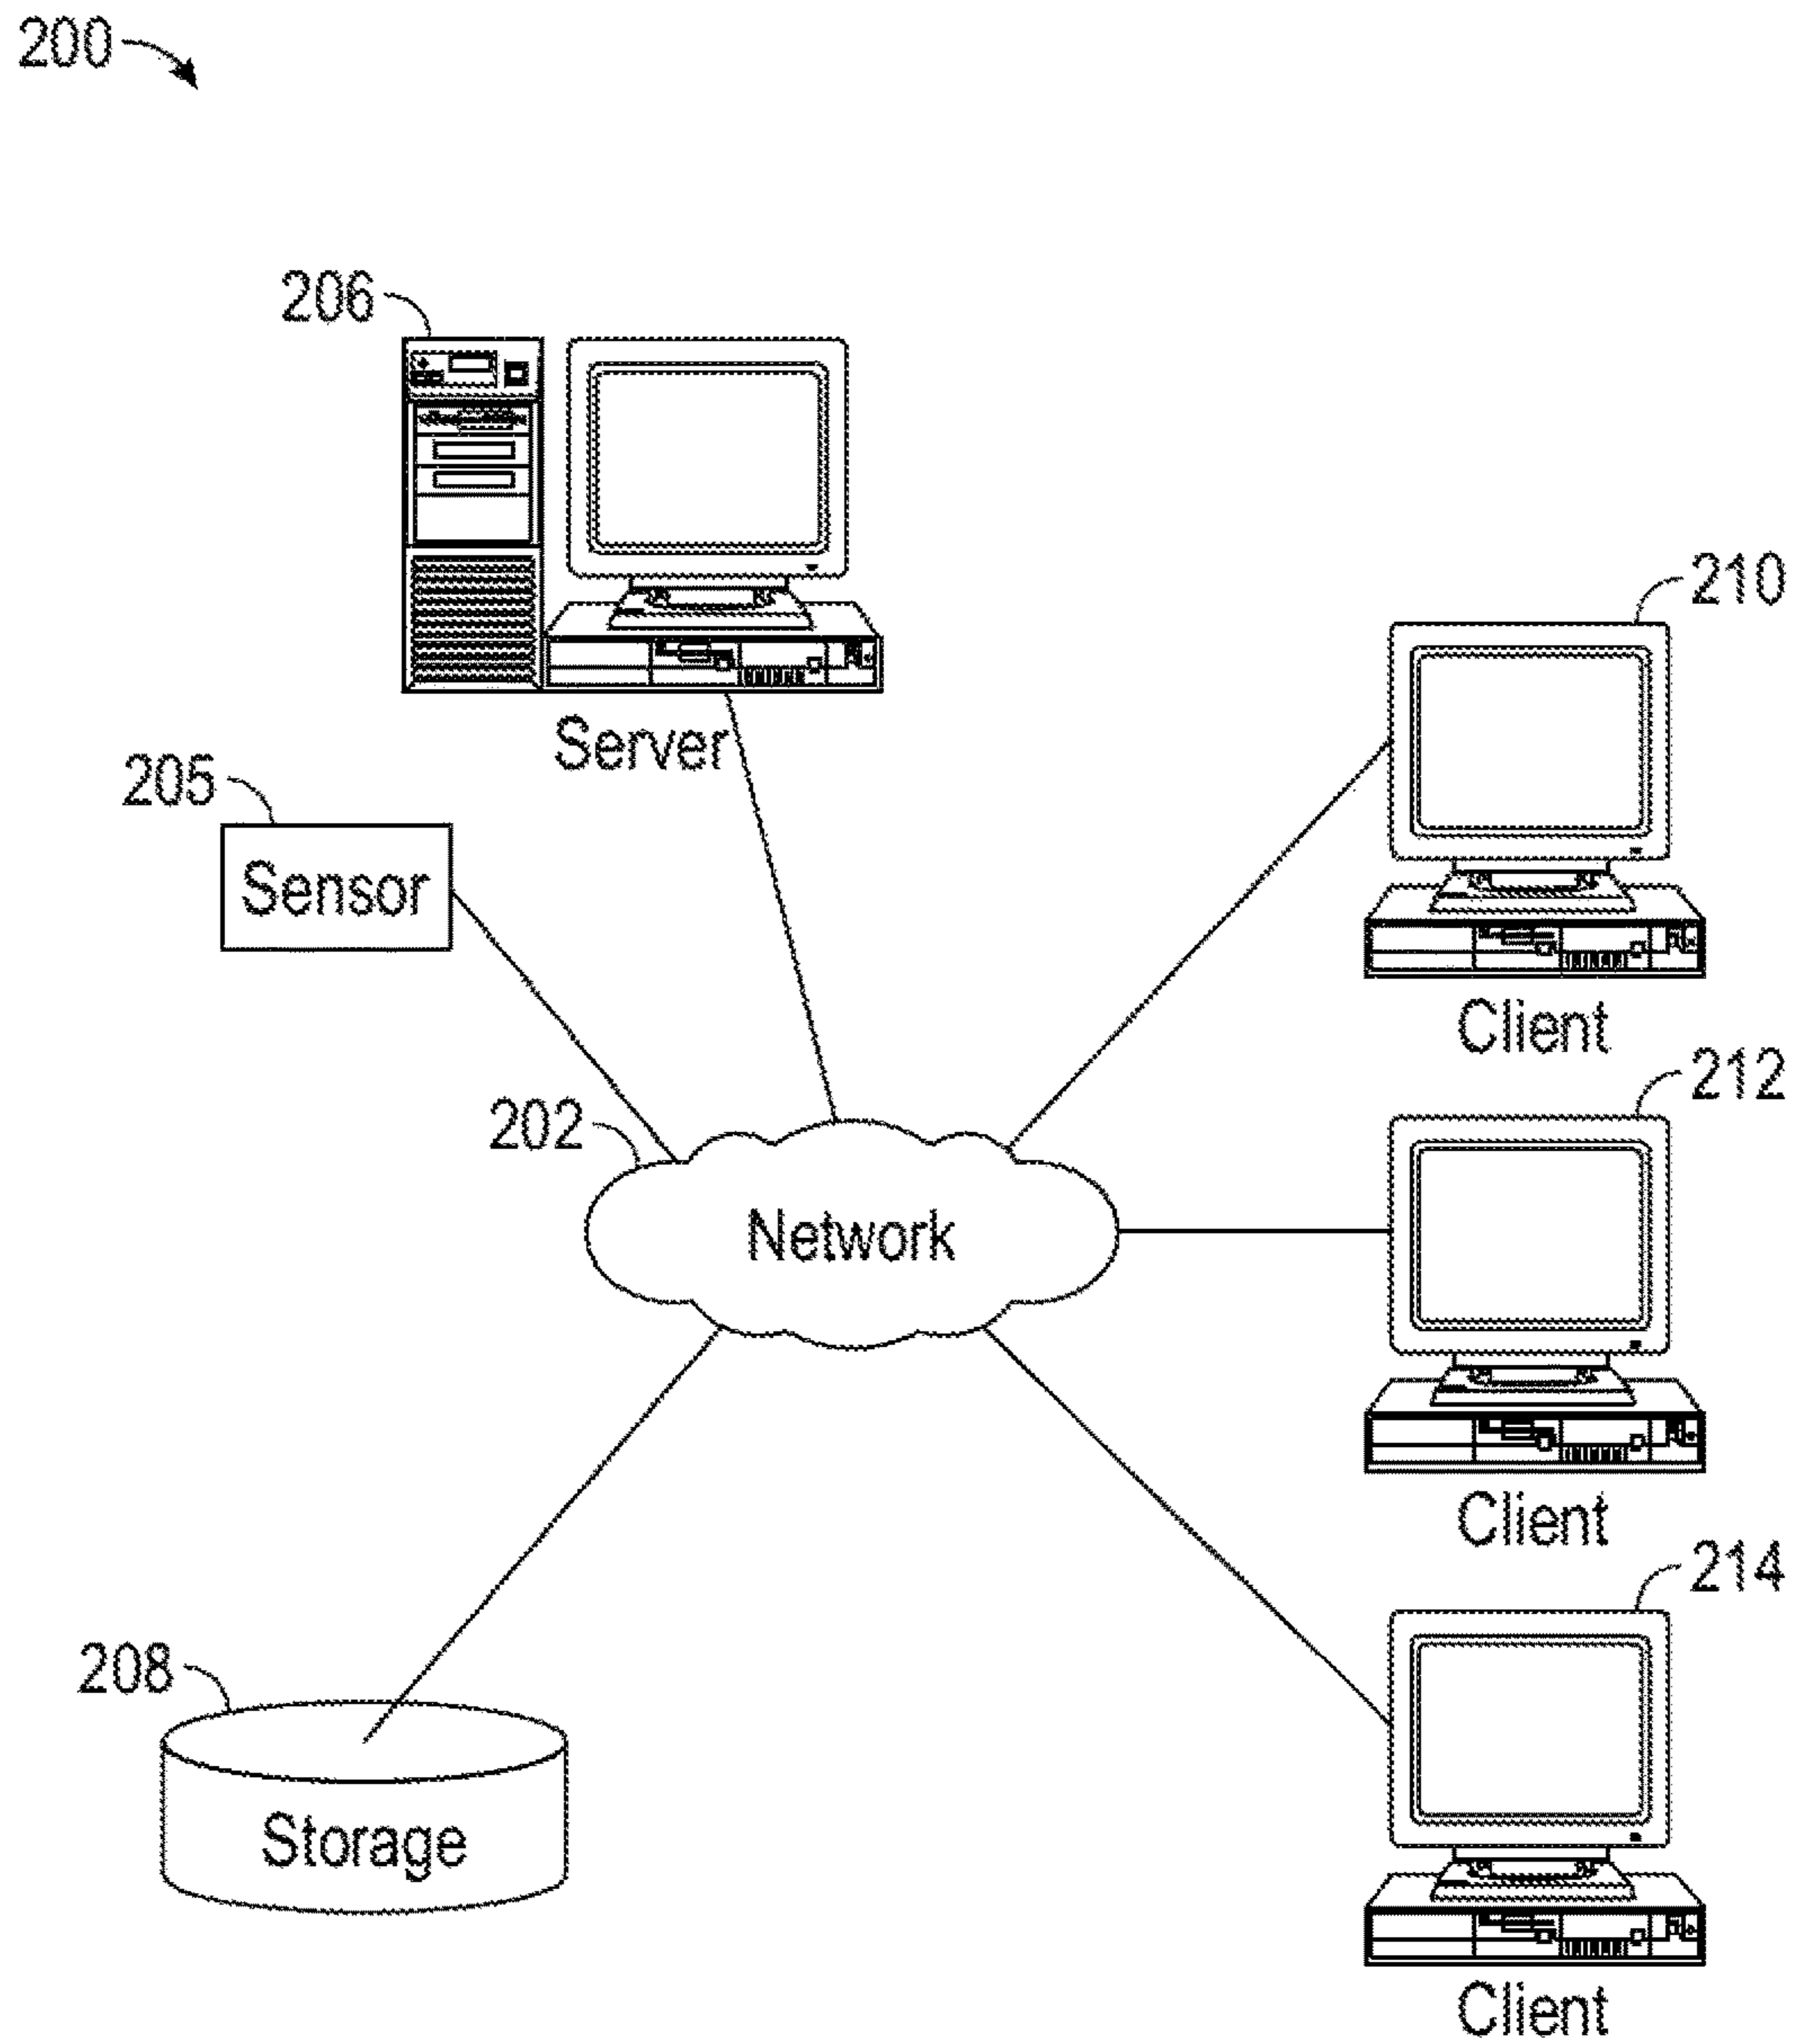 200
206
Server
205
Sensor
210
Client
202
Network
212
Client
208
Storage
214
Client